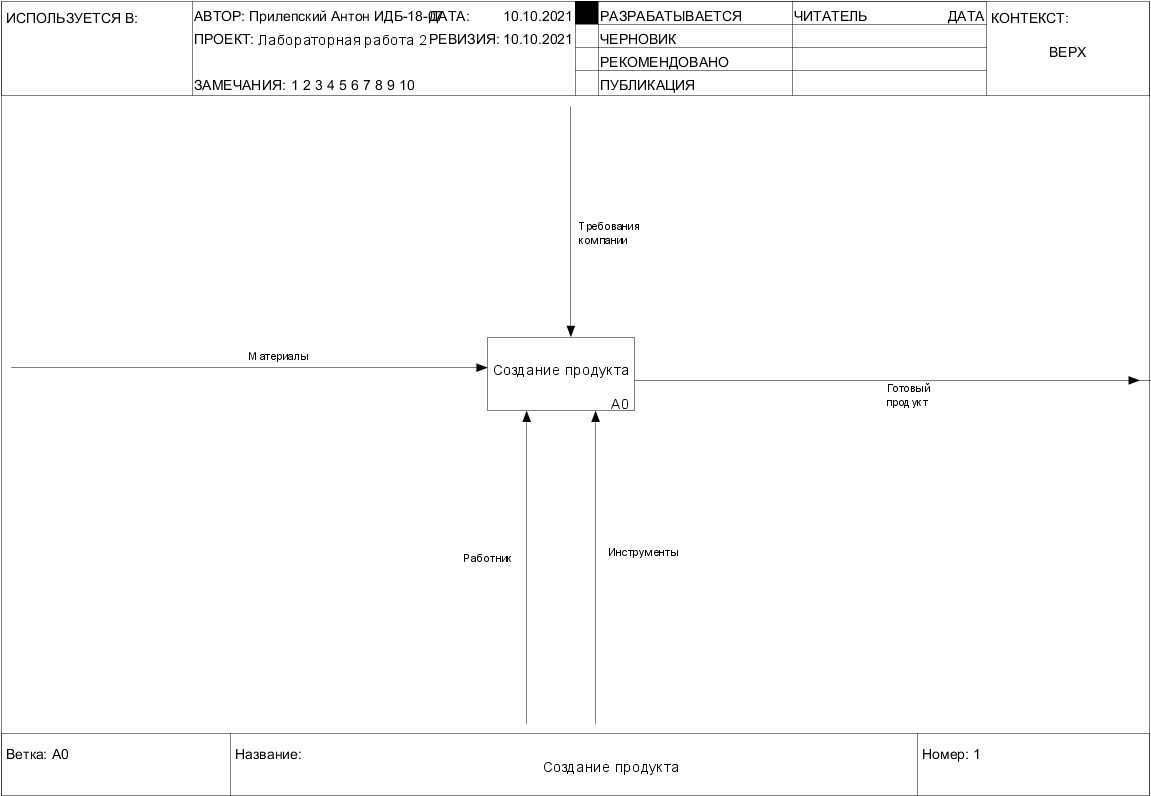 ИСПОЛЬЗУЕТСЯ В:
АВТОР: Прилепский Антон ИДБ-18-07
ДАТА: 10.10.2021
ПРОЕКТ: Лабораторная работа 2
РЕВИЗИЯ: 10.10.2021
ЗАМЕЧАНИЯ: 1 2 3 4 5 6 7 8 9 10
РАЗРАБАТЫВАЕТСЯ
ЧЕРНОВИК
РЕКОМЕНДОВАНО
ПУБЛИКАЦИЯ
ЧИТАТЕЛЬ ДАТА
КОНТЕКСТ:
ВЕРХ
Требования
компании
Материалы
Создание продукта
A0
Готовый
продукт
Работник
Инструменты
Ветка: A0
Название:
Создание продукта
Номер: 1